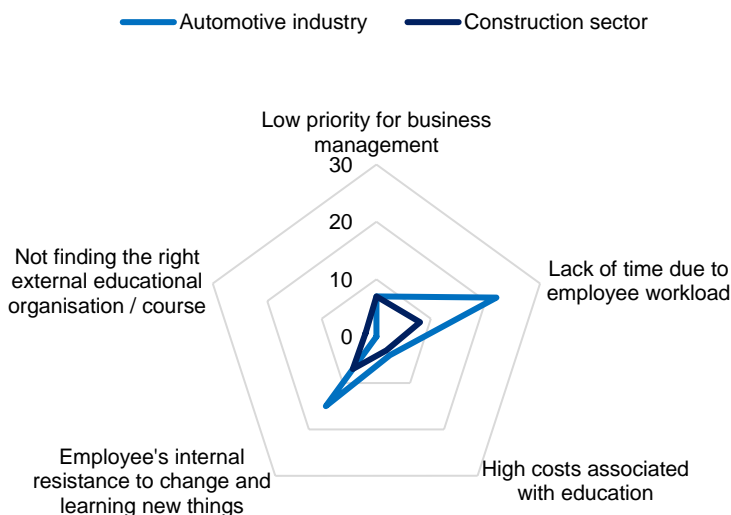 Automotive industry
Construction sector
Low priority for business
management
30
20
10
0
Lack of time due to
employee workload
High costs associated
with education
Employee's internal
resistance to change and
learning new things
Not finding the right
external educational
organisation / course